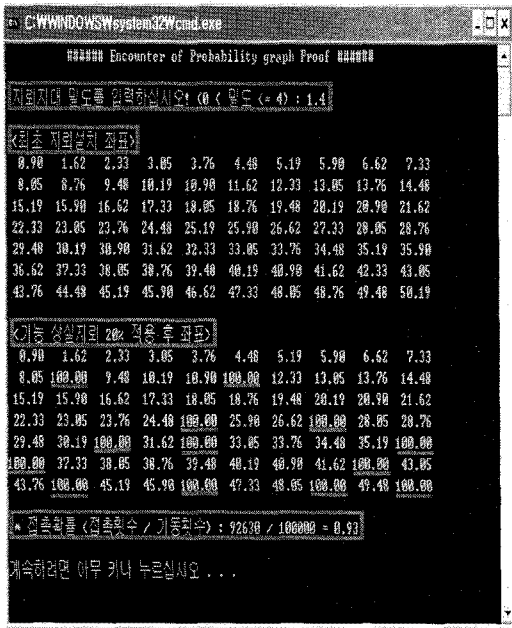 C:₩WINDOWS₩system32₩cmd.exe
###### Encounter of Probability graph Proof ######
지뢰지대 밀도를 입력하십시오! (0 < 밀도 <= 4) : 1.4
<최초 지뢰설치 좌표>
0.90 1.62 2.33 3.05 3.76 4.48 5.19 5.90 6.62 7.33
8.05 8.76 9.48 10.19 10.90 11.62 12.33 13.05 13.76 14.48
15.19 15.90 16.62 17.33 18.05 18.76 19.48 20.19 20.90 21.62
22.33 23.05 23.76 24.48 25.19 25.90 26.62 27.33 28.05 28.76
29.48 30.19 30.90 31.62 32.33 33.05 33.76 34.48 35.19 35.90
36.62 37.33 38.05 38.76 39.48 40.19 40.90 41.62 42.33 43.05
43.76 44.48 45.19 45.90 46.62 47.33 48.05 48.76 49.48 50.19
<기능 상실지뢰 20% 적용 후 좌표>
0.90 1.62 2.33 3.05 3.76 4.48 5.19 5.90 6.62 7.33
8.05 100.00 9.48 10.19 10.90 100.00 12.33 13.05 13.76 14.48
15.19 15.90 16.62 17.33 18.05 18.76 19.48 20.19 20.90 21.62
22.33 23.05 23.76 24.48 100.00 25.90 26.62 100.00 28.05 28.76
29.48 30.19 100.00 31.62 100.00 33.05 33.76 34.48 35.19 100.00
100.00 37.33 38.05 38.76 39.48 40.19 40.90 41.62 100.00 43.05
43.76 100.00 45.19 45.90 100.00 47.33 48.05 100.00 49.48 100.00
* 접촉확률 (접촉횟수 / 기동횟수) : 92630 / 100000 = 0.93
계속하려면 아무 키나 누르십시오 . . .